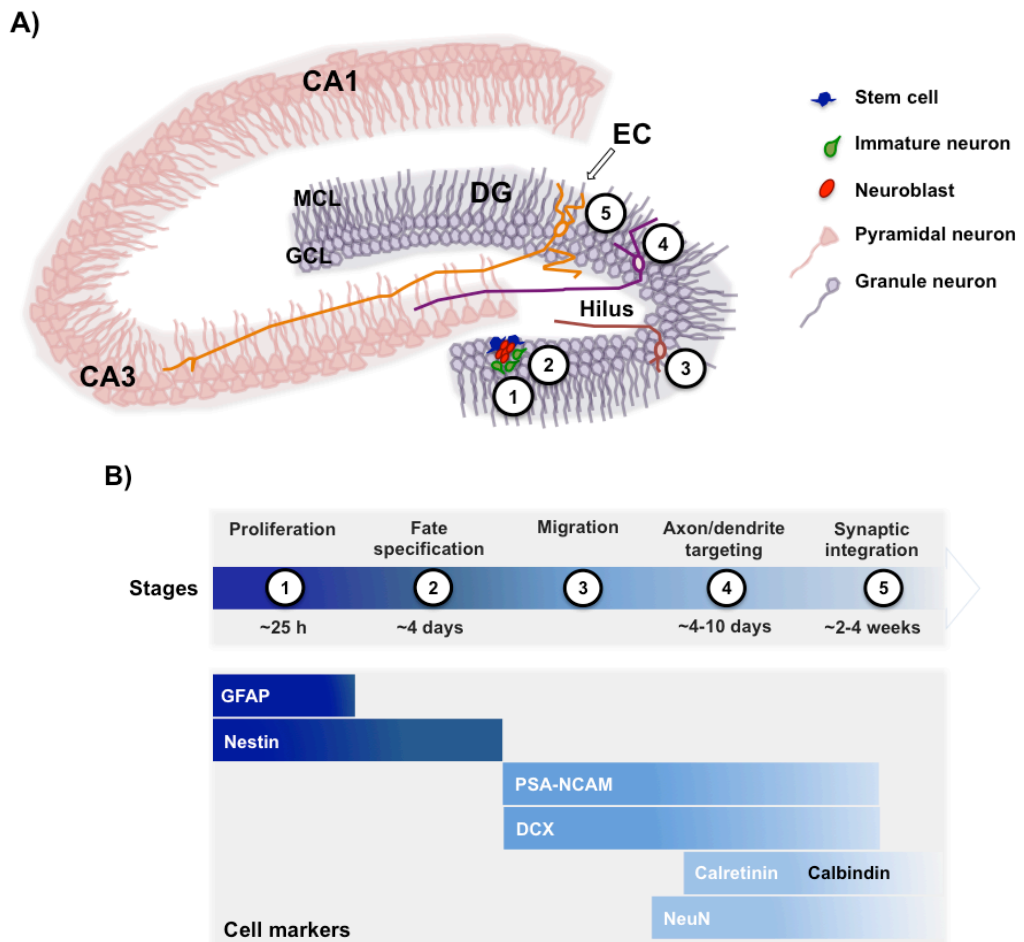 A)
CA1
EC
MCL
DG
GCL
5
4
Hilus
CA3
2
3
1
Stem cell
Immature neuron
Neuroblast
Pyramidal neuron
Granule neuron
B)
Proliferation
Fate
specification
Migration
Axon/dendrite
targeting
Synaptic
integration
Stages
1
2
3
4
5
~25 h
~4 days
~4-10 days
~2-4 weeks
GFAP
Nestin
PSA-NCAM
DCX
Calretinin Calbindin
NeuN
Cell markers